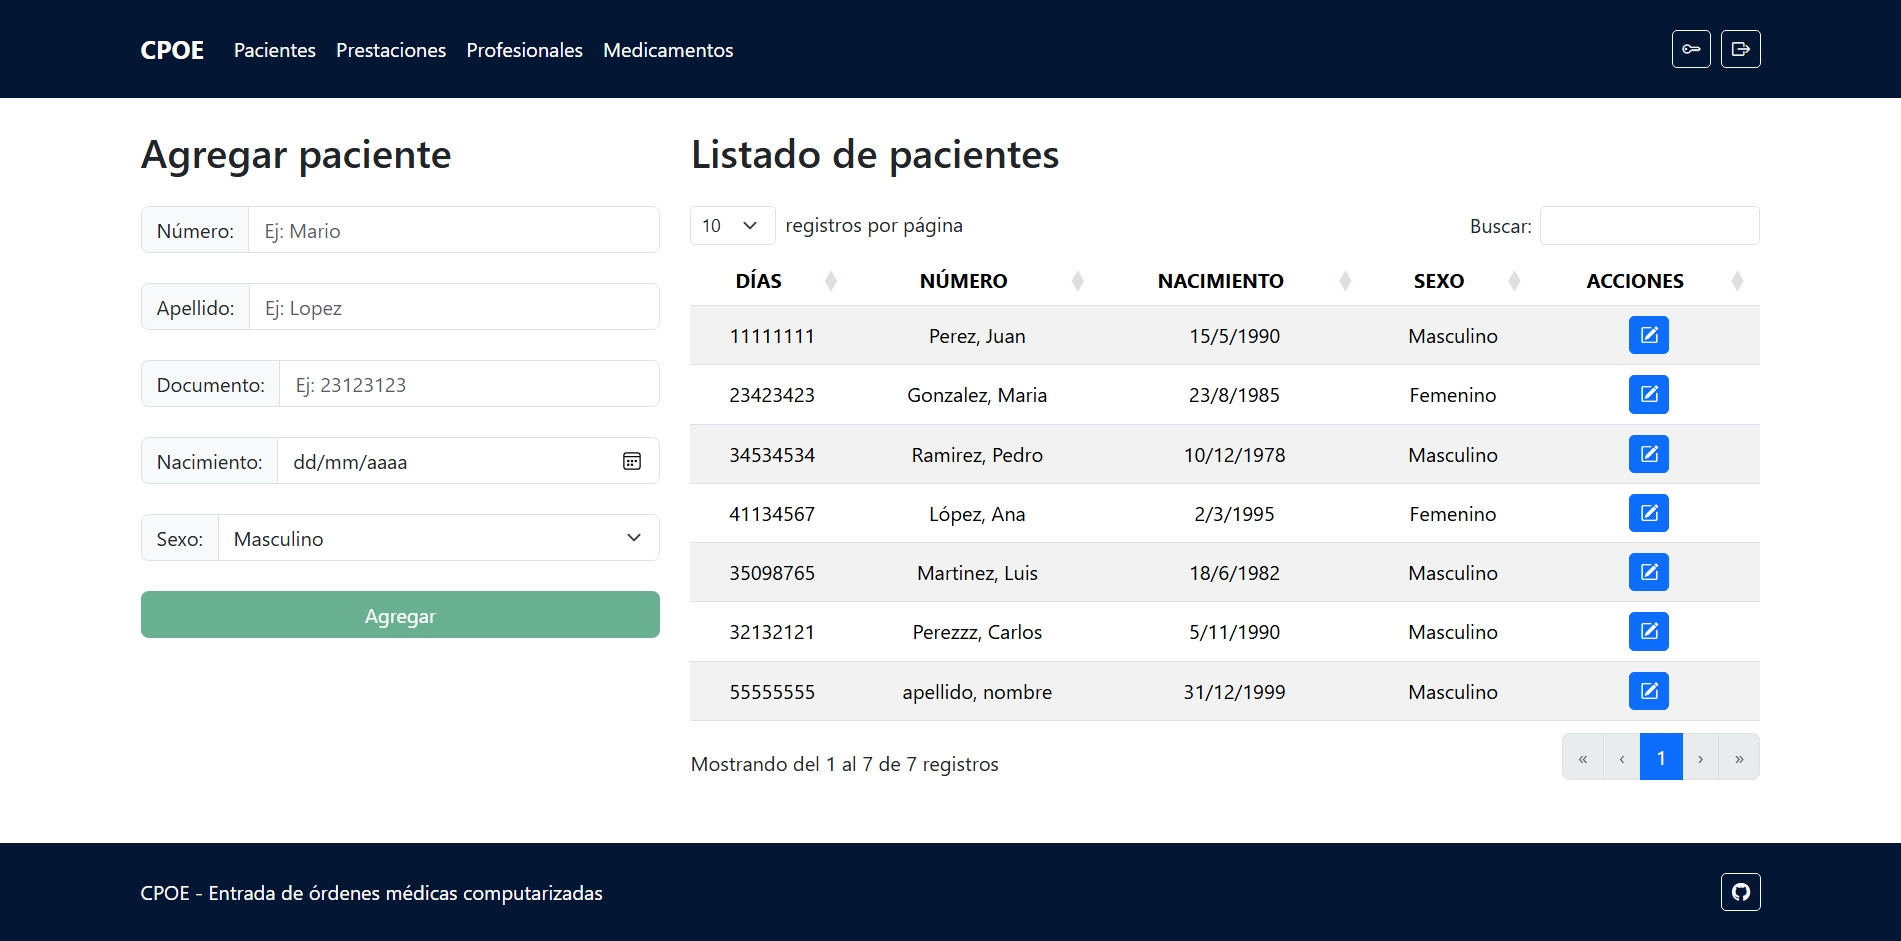 CPOE Pacientes Prestaciones Profesionales Medicamentos
Agregar paciente
Número: Ej: Mario
Apellido: Ej: Lopez
Documento: Ej: 23123123
Nacimiento: dd/mm/aaaa
Sexo: Masculino
Agregar
Listado de pacientes
10 registros por página Buscar:
DÍAS NÚMERO NACIMIENTO SEXO ACCIONES
11111111 Perez, Juan 15/5/1990 Masculino
23423423 Gonzalez, Maria 23/8/1985 Femenino
34534534 Ramirez, Pedro 10/12/1978 Masculino
41134567 López, Ana 2/3/1995 Femenino
35098765 Martinez, Luis 18/6/1982 Masculino
32132121 Perezzz, Carlos 5/11/1990 Masculino
55555555 apellido, nombre 31/12/1999 Masculino
Mostrando del 1 al 7 de 7 registros
« ‹ 1 › »
CPOE - Entrada de órdenes médicas computarizadas